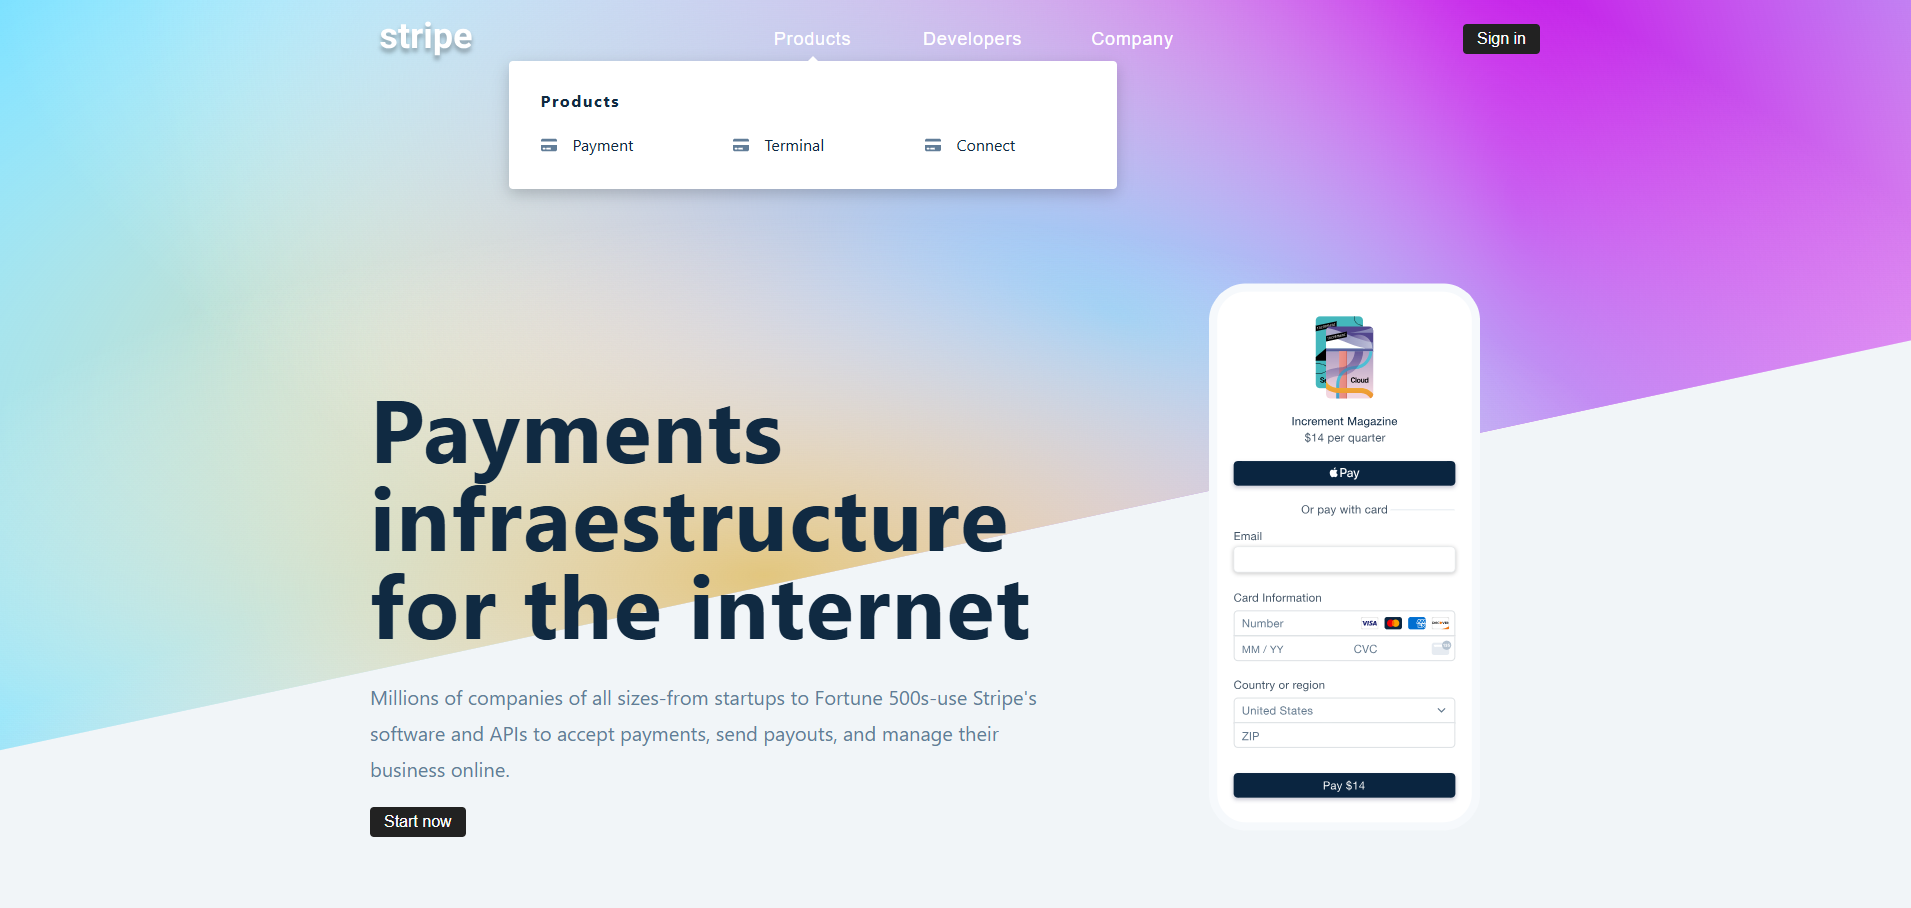 stripe
Products Developers Company
Sign in
Products
Payment Terminal Connect
Payments
infraestructure
for the internet
Millions of companies of all sizes-from startups to Fortune 500s-use Stripe's
software and APIs to accept payments, send payouts, and manage their
business online.
Start now
Cloud
Increment Magazine
$14 per quarter
Pay
Or pay with card
Email
Card Information
Number VISA
MM / YY CVC
Country or region
United States
ZIP
Pay $14